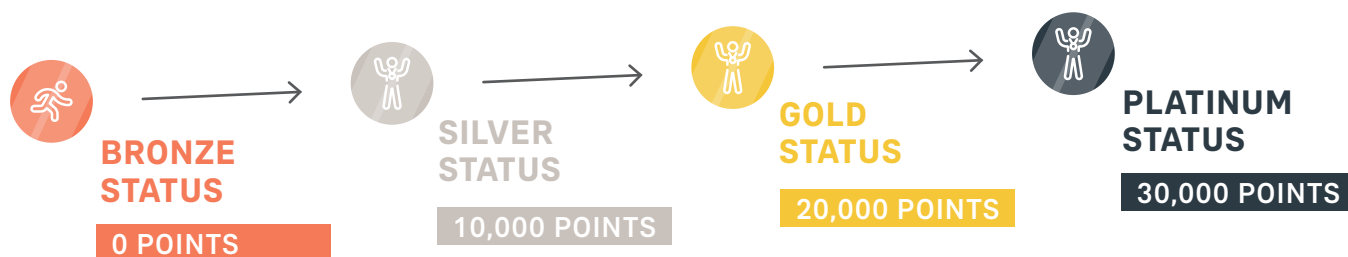 BRONZE
STATUS
0 POINTS
SILVER
STATUS
10,000 POINTS
GOLD
STATUS
20,000 POINTS
PLATINUM
STATUS
30,000 POINTS